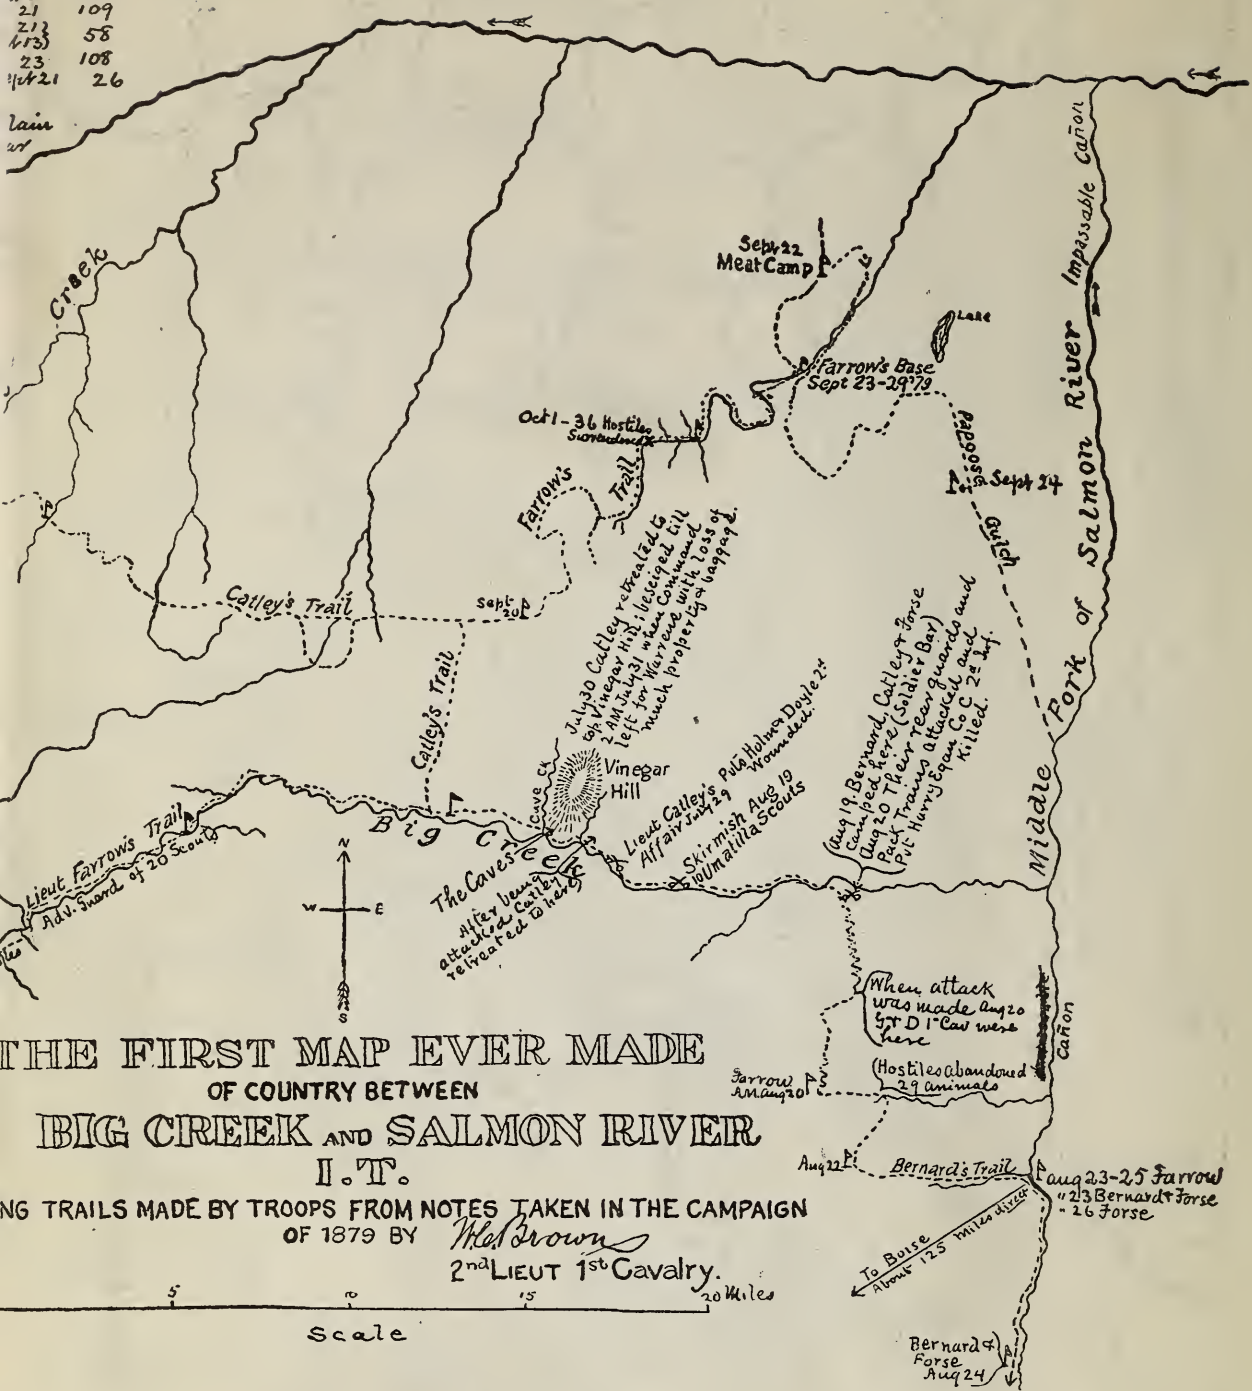 21 109
21} 58
&13)
23 108
pt 21 26
lain
Creek
Impassable Cañon
Sept 22
Meat Camp
Lake
Farrow's Base
Sept 23-29 '79
Oct 1 - 36 Hostiles
Surrendered X
Papoose
Gulch
Sept 24
Farrow's
Trail
Middle Fork of Salmon River
Catley's Trail
Sept
20
Catley's Trail
July 30 Catley retreated to
top Vinegar Hill; beseiged till
2 AM July 31 when Command
left for Warrens with loss of
much property & baggage.
Vinegar
Hill
Cave Ck
Big Creek
Lieut Catley's
Affair July 29
Pvts Holm & Doyle 2d
Wounded.
Skirmish Aug 19
10 Umatilla Scouts
(Aug 19. Bernard, Catley & Forse
Camped here (Soldier Bar)
Aug 20 Their rear guards and
Pack Trains attacked and
Pvt Harry Egan Co C 2d Inf.
Killed.
Lieut Farrow's Trail
Adv. Guard of 20 Scouts
The Caves
After being
attacked Catley
retreated to here
N
W E
S
When attack
was made Aug 20
G & D 1st Cav were
here
Cañon
(Hostiles abandoned
29 animals
Farrow
A.M. Aug 20
Aug 22
Bernard's Trail
Aug 23-25 Farrow
" 23 Bernard & Forse
" 26 Forse
To Boise
About 125 miles direct
Bernard &
Forse
Aug 24
THE FIRST MAP EVER MADE
OF COUNTRY BETWEEN
BIG CREEK AND SALMON RIVER
I.T.
NG TRAILS MADE BY TROOPS FROM NOTES TAKEN IN THE CAMPAIGN
OF 1879 BY W.C. Brown
2nd LIEUT 1st Cavalry.
5 10 15 20 Miles
Scale